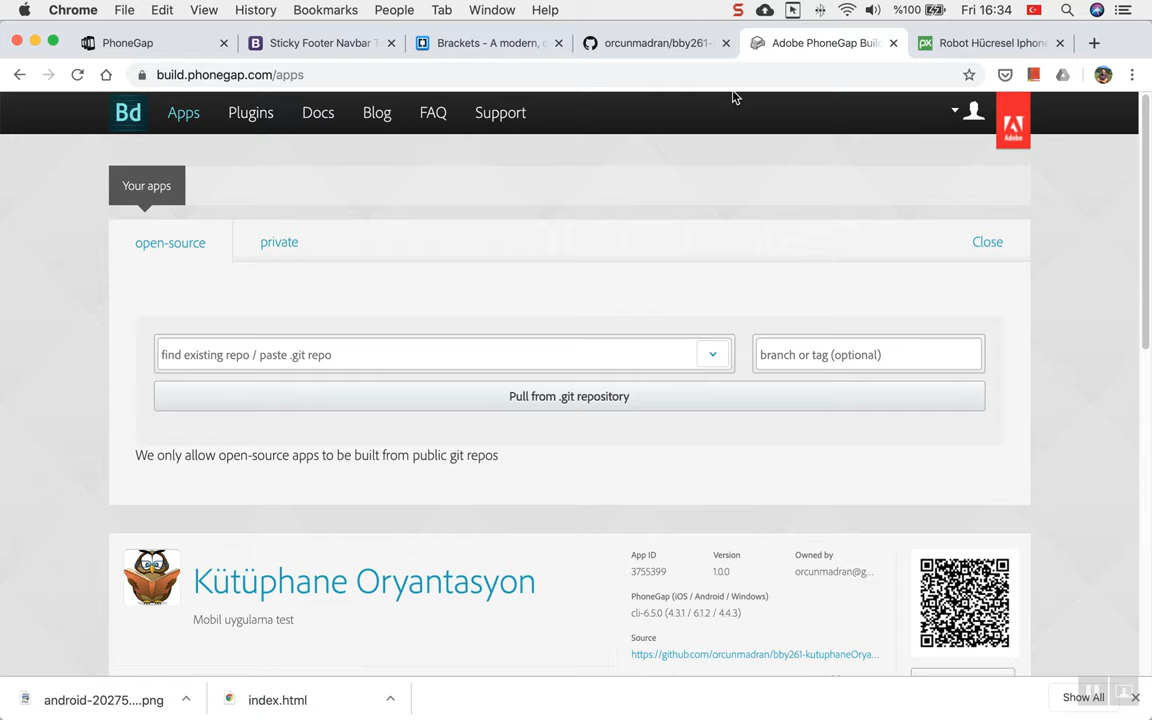 Chrome File Edit View History Bookmarks People Tab Window Help S %100 Fri 16:34
PhoneGap Sticky Footer Navbar T Brackets - A modern, o orcunmadran/bby261- Adobe PhoneGap Buil px Robot Hücresel Iphone
build.phonegap.com/apps
Bd Apps Plugins Docs Blog FAQ Support
Adobe
Your apps
open-source private Close
find existing repo / paste .git repo branch or tag (optional)
Pull from .git repository
We only allow open-source apps to be built from public git repos
Kütüphane Oryantasyon
Mobil uygulama test
App ID Version Owned by
3755399 1.0.0 orcunmadran@g...
PhoneGap (iOS / Android / Windows)
cli-6.5.0 (4.3.1 / 6.1.2 / 4.4.3)
Source
https://github.com/orcunmadran/bby261-kutuphaneOrya...
android-20275....png index.html Show All